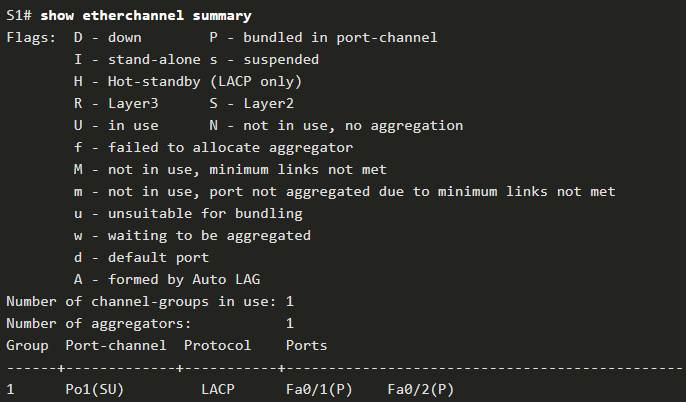 S1# show etherchannel summary
Flags:  D - down        P - bundled in port-channel
        I - stand-alone s - suspended
        H - Hot-standby (LACP only)
        R - Layer3      S - Layer2
        U - in use      N - not in use, no aggregation
        f - failed to allocate aggregator
        M - not in use, minimum links not met
        m - not in use, port not aggregated due to minimum links not met
        u - unsuitable for bundling
        w - waiting to be aggregated
        d - default port
        A - formed by Auto LAG
Number of channel-groups in use: 1
Number of aggregators:           1
Group  Port-channel  Protocol    Ports
------+-------------+-----------+-----------------------------------------------
1      Po1(SU)         LACP      Fa0/1(P)    Fa0/2(P)